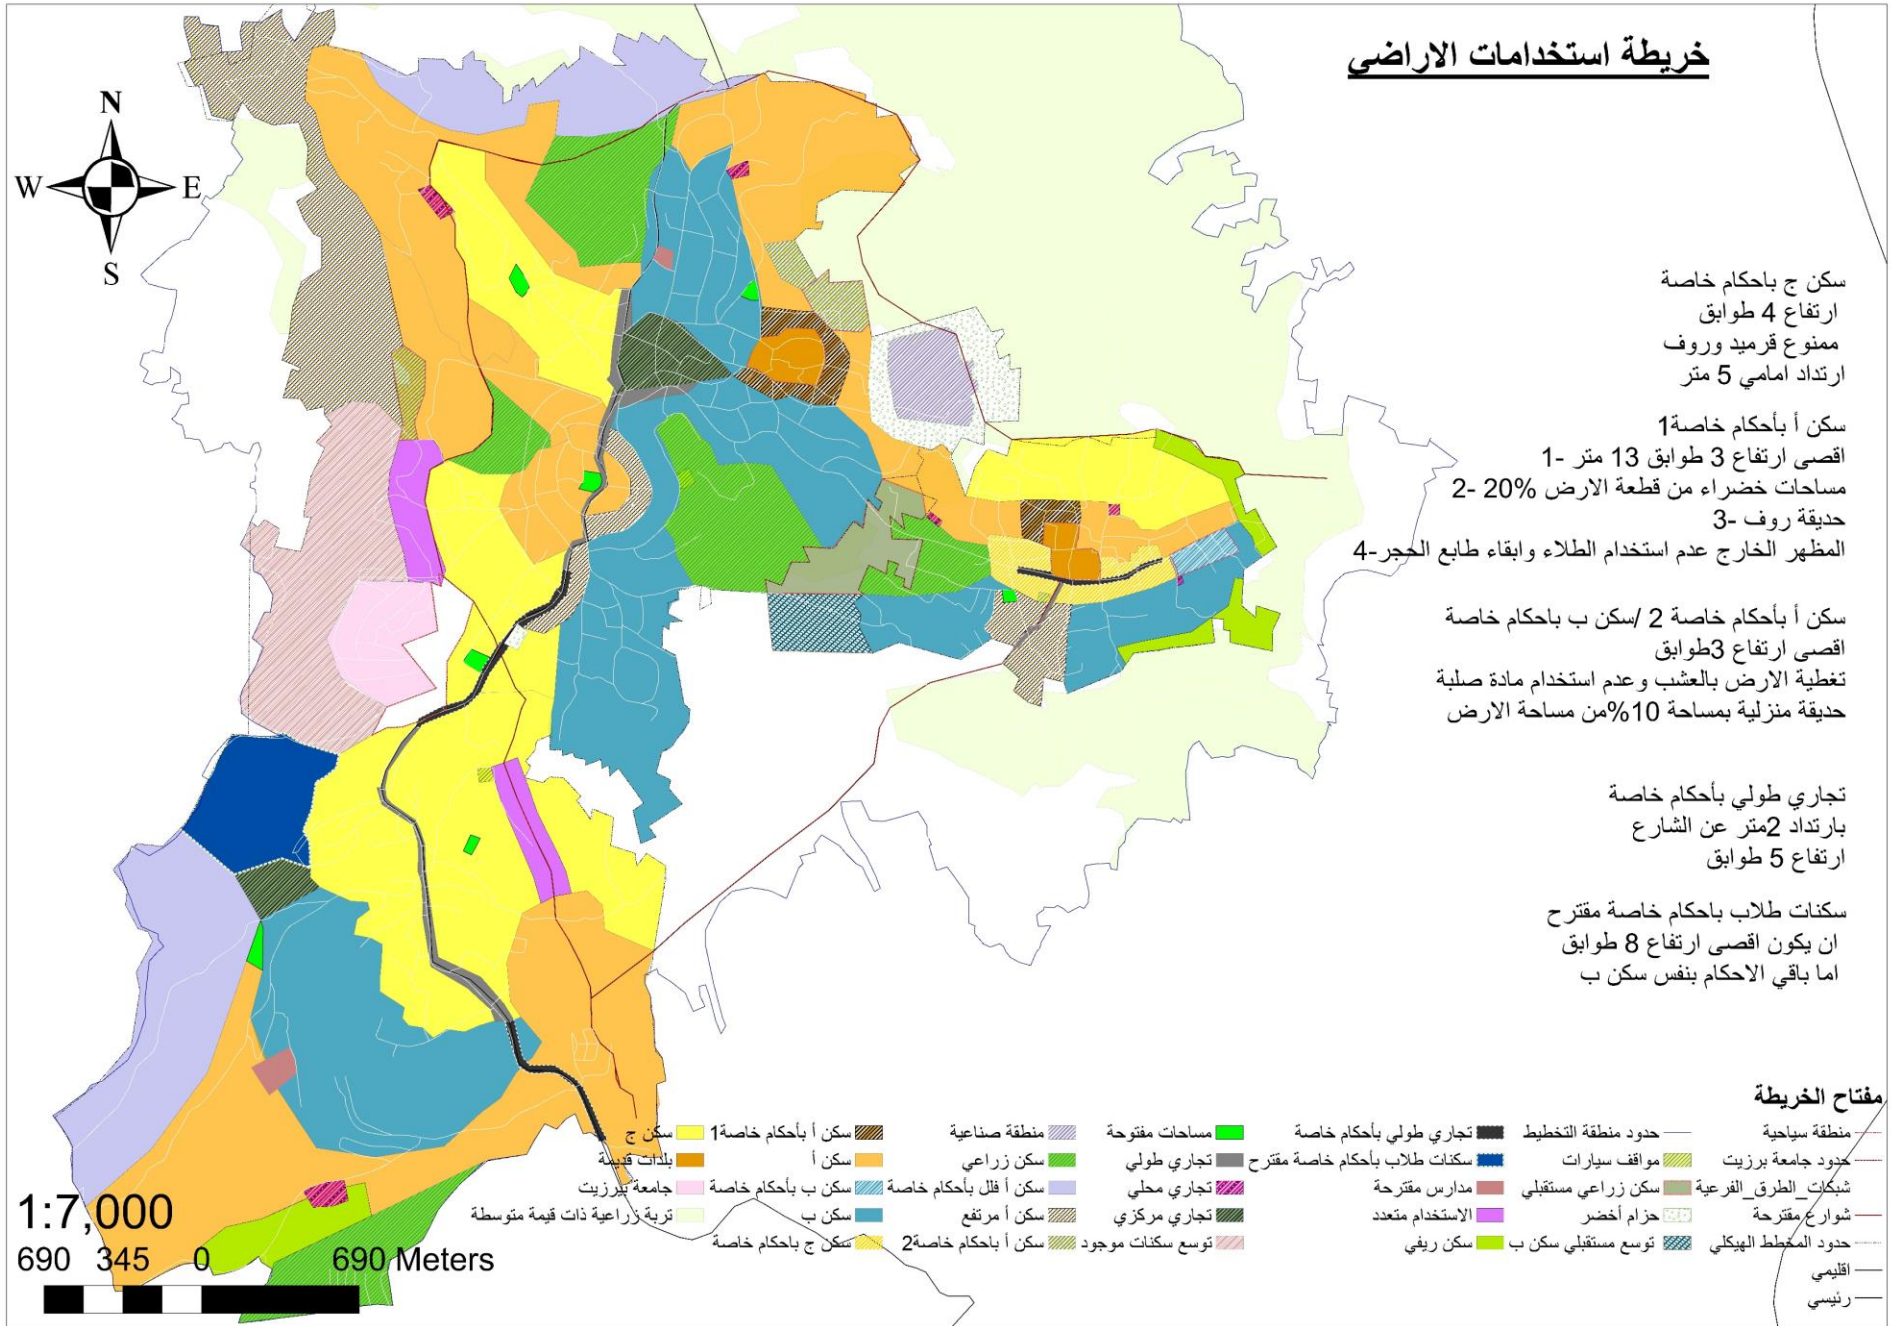 خريطة استخدامات الاراضي
N
W
E
S
سكن ج باحكام خاصة
ارتفاع 4 طوابق
ممنوع قرميد وروف
ارتداد امامي 5 متر
سكن أ بأحكام خاصة1
اقصى ارتفاع 3 طوابق 13 متر -1
مساحات خضراء من قطعة الارض %20 -2
حديقة روف -3
المظهر الخارج عدم استخدام الطلاء وابقاء طابع الحجر-4
سكن أ بأحكام خاصة 2 /سكن ب باحكام خاصة
اقصى ارتفاع 3طوابق
تغطية الارض بالعشب وعدم استخدام مادة صلبة
حديقة منزلية بمساحة 10%من مساحة الارض
تجاري طولي بأحكام خاصة
بارتداد 2متر عن الشارع
ارتفاع 5 طوابق
سكنات طلاب باحكام خاصة مقترح
ان يكون اقصى ارتفاع 8 طوابق
اما باقي الاحكام بنفس سكن ب
مفتاح الخريطة
منطقة سياحية
حدود جامعة برزيت
شبكات_الطرق_الفرعية
شوارع مقترحة
حدود المخطط الهيكلي
اقليمي
رئيسي
حدود منطقة التخطيط
مواقف سيارات
سكن زراعي مستقبلي
حزام أخضر
توسع مستقبلي سكن ب
تجاري طولي بأحكام خاصة
سكنات طلاب بأحكام خاصة مقترح
مدارس مقترحة
الاستخدام متعدد
سكن ريفي
مساحات مفتوحة
تجاري طولي
تجاري محلي
تجاري مركزي
توسع سكنات موجود
منطقة صناعية
سكن زراعي
سكن أ فلل بأحكام خاصة
سكن أ مرتفع
سكن أ باحكام خاصة2
سكن أ بأحكام خاصة1
سكن أ
سكن ب بأحكام خاصة
سكن ب
سكن ج باحكام خاصة
سكن ج
بلدات قديمة
جامعة بيرزيت
تربة زراعية ذات قيمة متوسطة
1:7,000
690 345 0 690 Meters